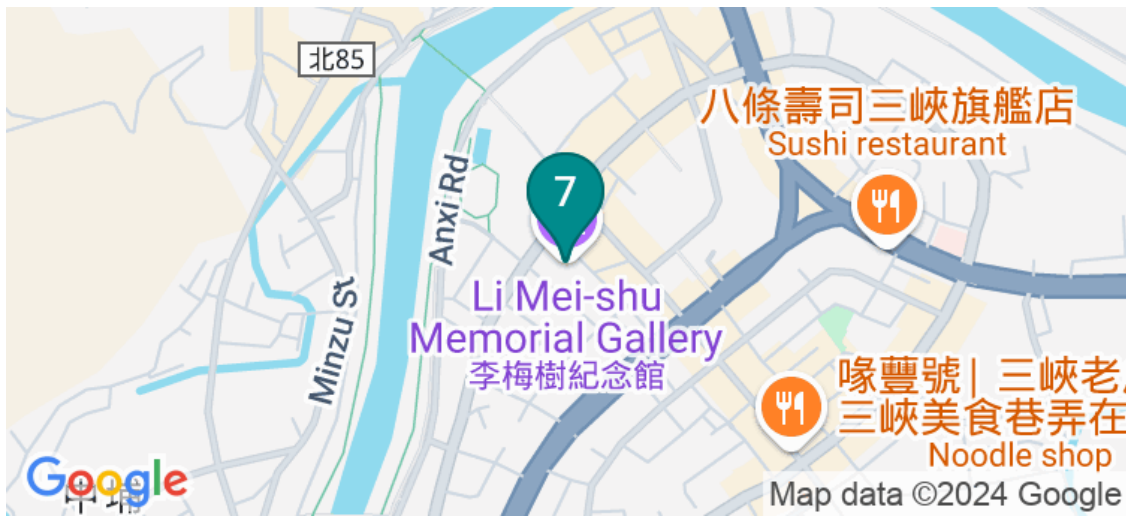 北85
八條壽司三峽旗艦店
Sushi restaurant
Anxi Rd
7
Minzu St
Li Mei-shu
Memorial Gallery
李梅樹紀念館
喙豐號| 三峽老
三峽美食巷弄在
Noodle shop
Google
中埔
Map data ©2024 Google